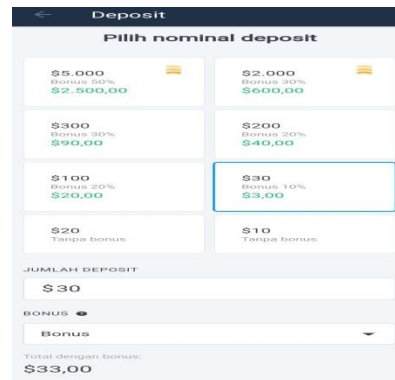 Deposit
Pilih nominal deposit
$5.000
Bonus 50%
$2.500,00
$2.000
Bonus 30%
$600,00
$300
Bonus 30%
$90,00
$200
Bonus 20%
$40,00
$100
Bonus 20%
$20,00
$30
Bonus 10%
$3,00
$20
Tanpa bonus
$10
Tanpa bonus
JUMLAH DEPOSIT
$30
BONUS
Bonus
Total dengan bonus:
$33,00